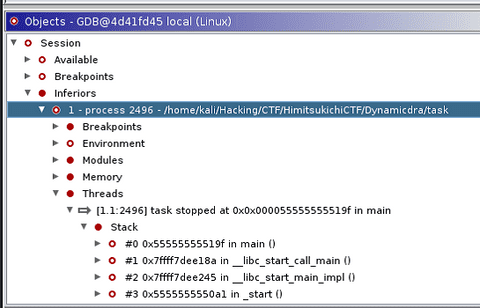 Objects - GDB@4d41fd45 local (Linux)
Session
Available
Breakpoints
Inferiors
1 - process 2496 - /home/kali/Hacking/CTF/HimitsukichiCTF/Dynamicdra/task
Breakpoints
Environment
Modules
Memory
Threads
[1.1:2496] task stopped at 0x0x000055555555519f in main
Stack
#0 0x55555555519f in main ()
#1 0x7ffff7dee18a in __libc_start_call_main ()
#2 0x7ffff7dee245 in __libc_start_main_impl ()
#3 0x5555555550a1 in _start ()